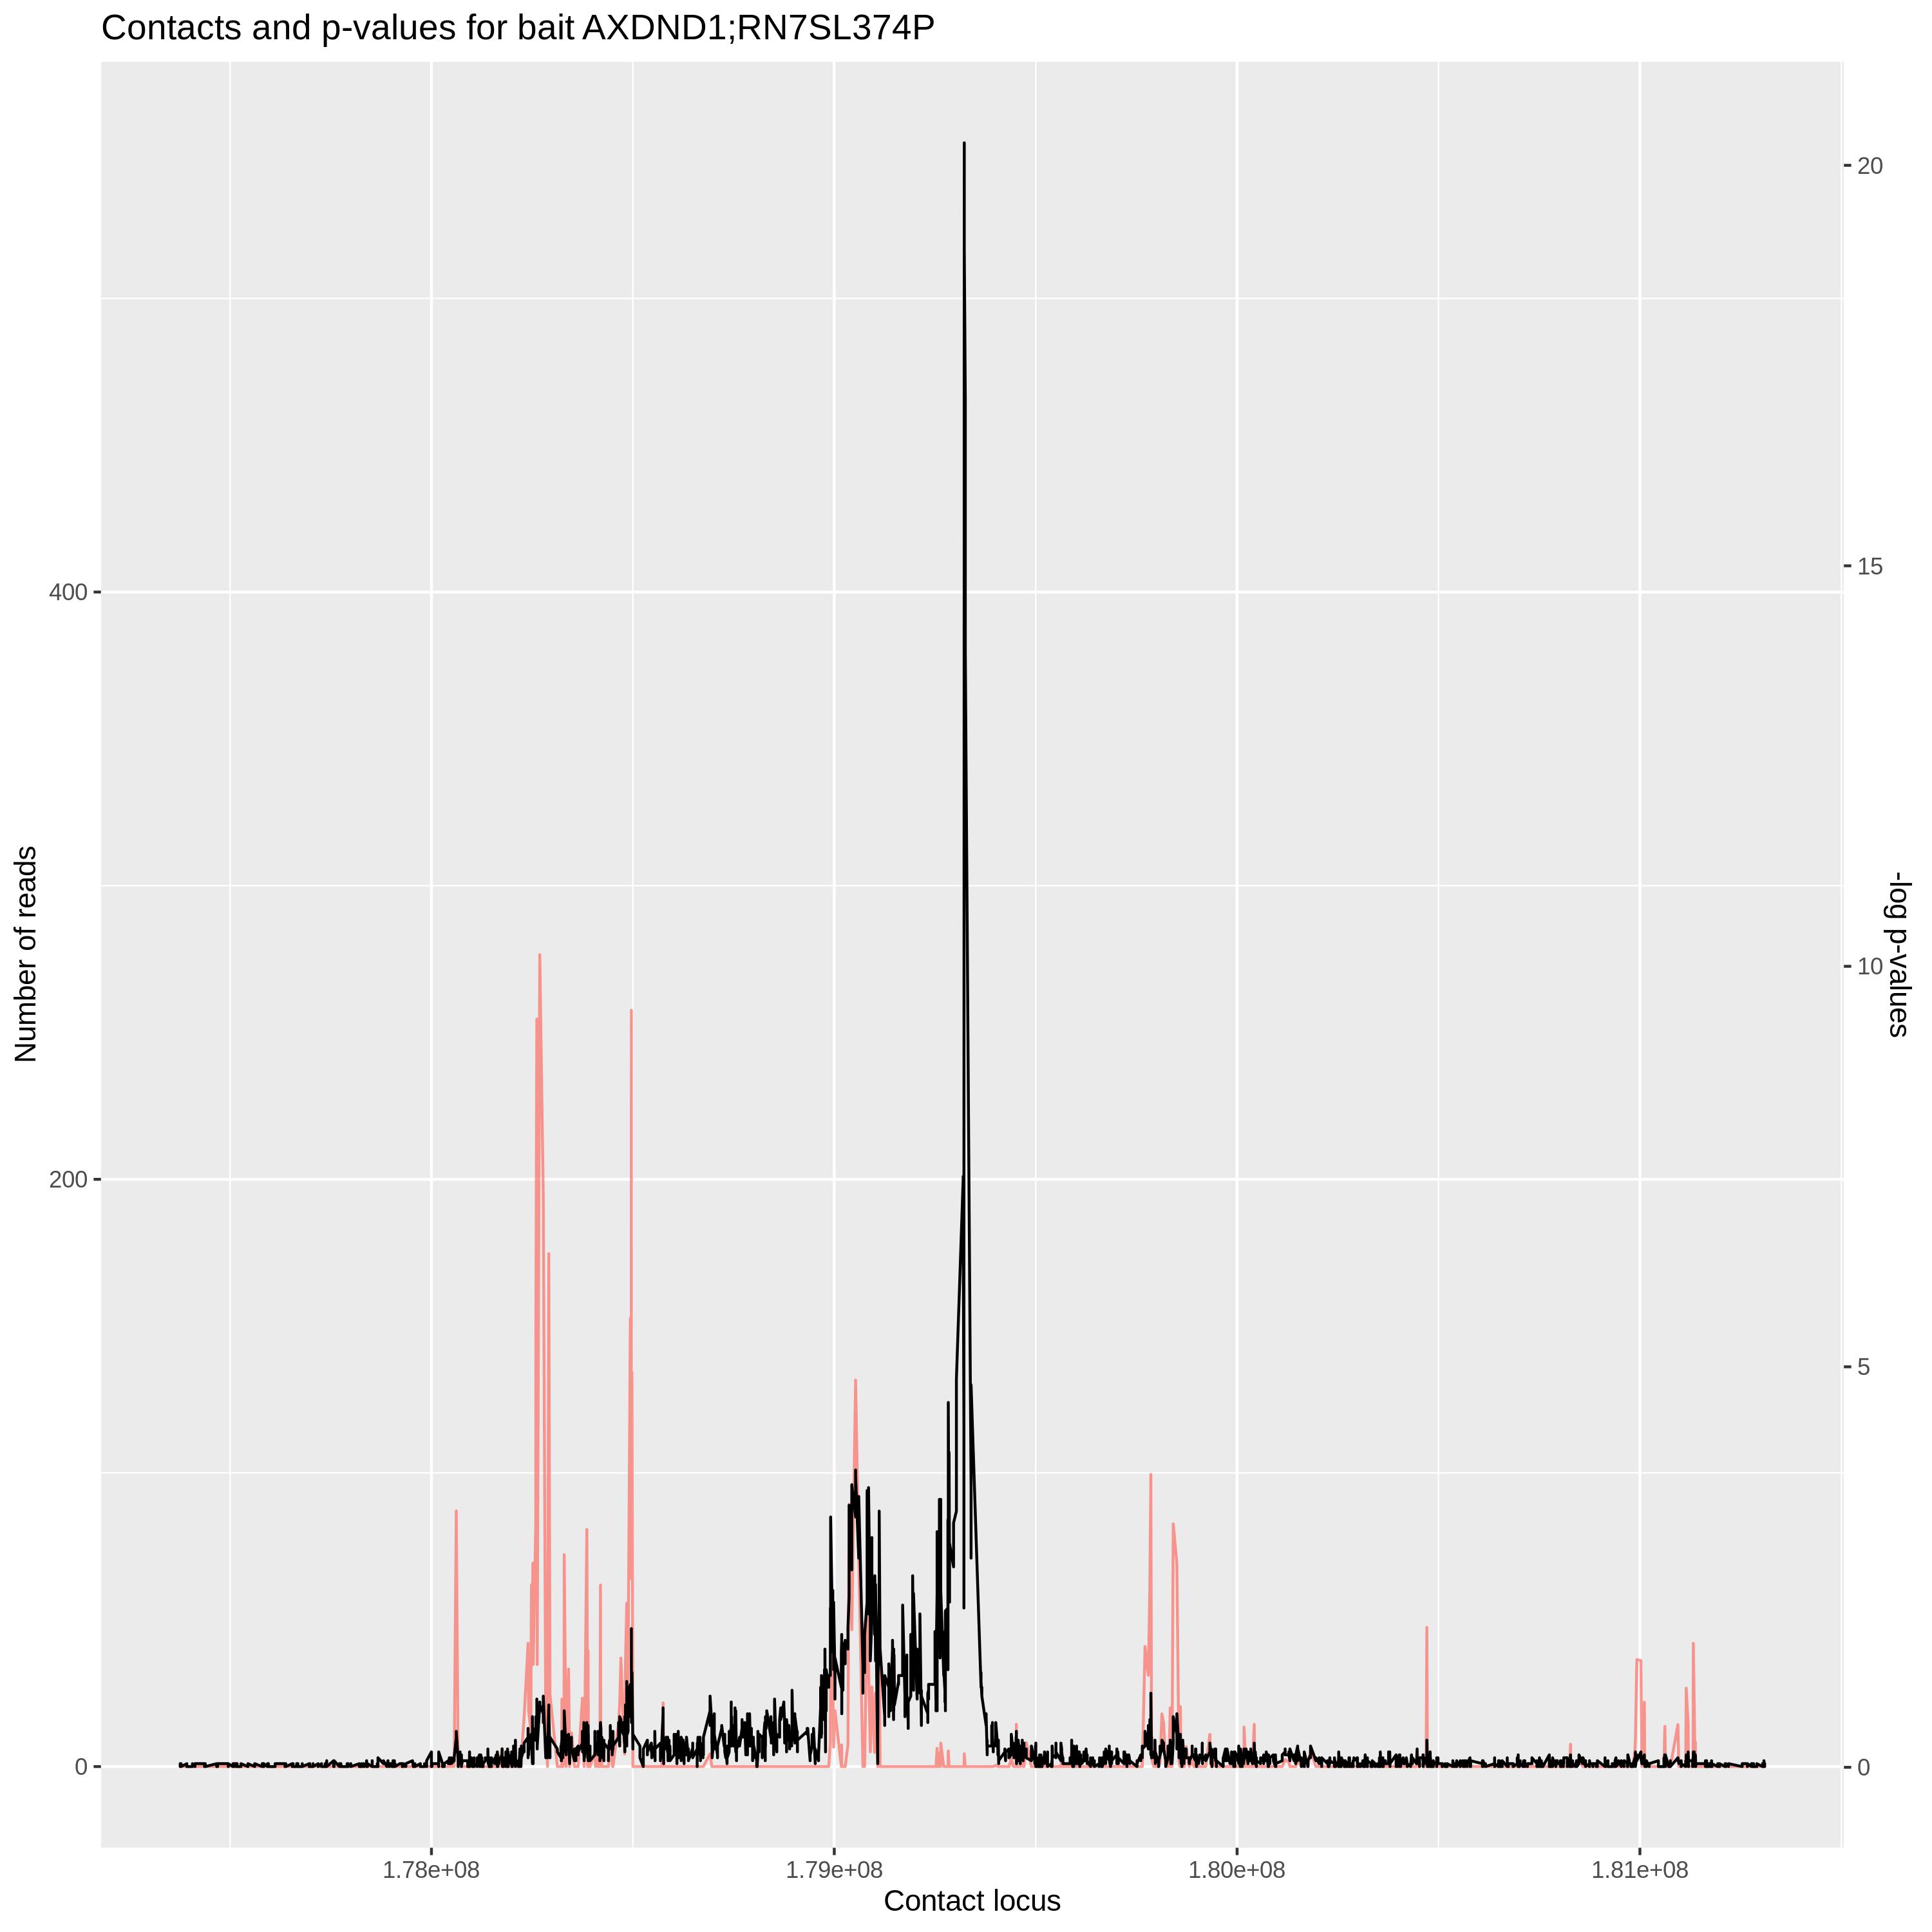 Contacts and p-values for bait AXDND1;RN7SL374P
20
15
10
5
0
400
200
0
Number of reads
-log p-values
1.78e+08
1.79e+08
1.80e+08
1.81e+08
Contact locus